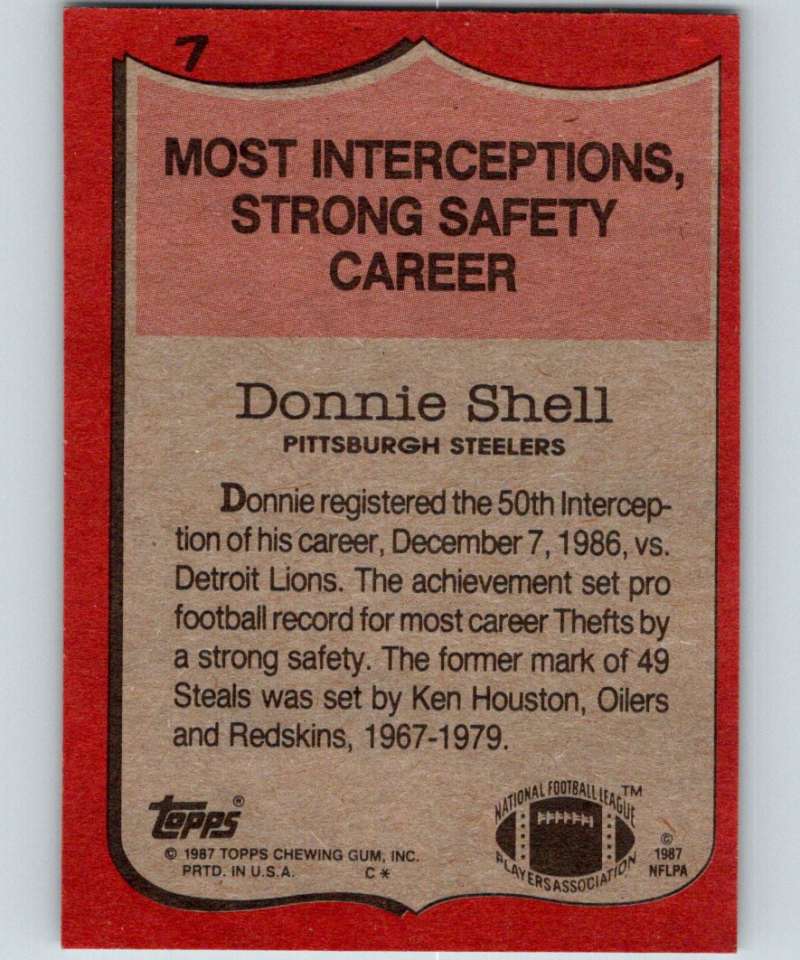 7
MOST INTERCEPTIONS,
STRONG SAFETY
CAREER
Donnie Shell
PITTSBURGH STEELERS
Donnie registered the 50th Intercep-
tion of his career, December 7, 1986, vs.
Detroit Lions. The achievement set pro
football record for most career Thefts by
a strong safety. The former mark of 49
Steals was set by Ken Houston, Oilers
and Redskins, 1967-1979.
topps®
© 1987 TOPPS CHEWING GUM, INC.
PRTD. IN U.S.A. C*
NATIONAL FOOTBALL LEAGUE™
PLAYERS ASSOCIATION
©
1987
NFLPA